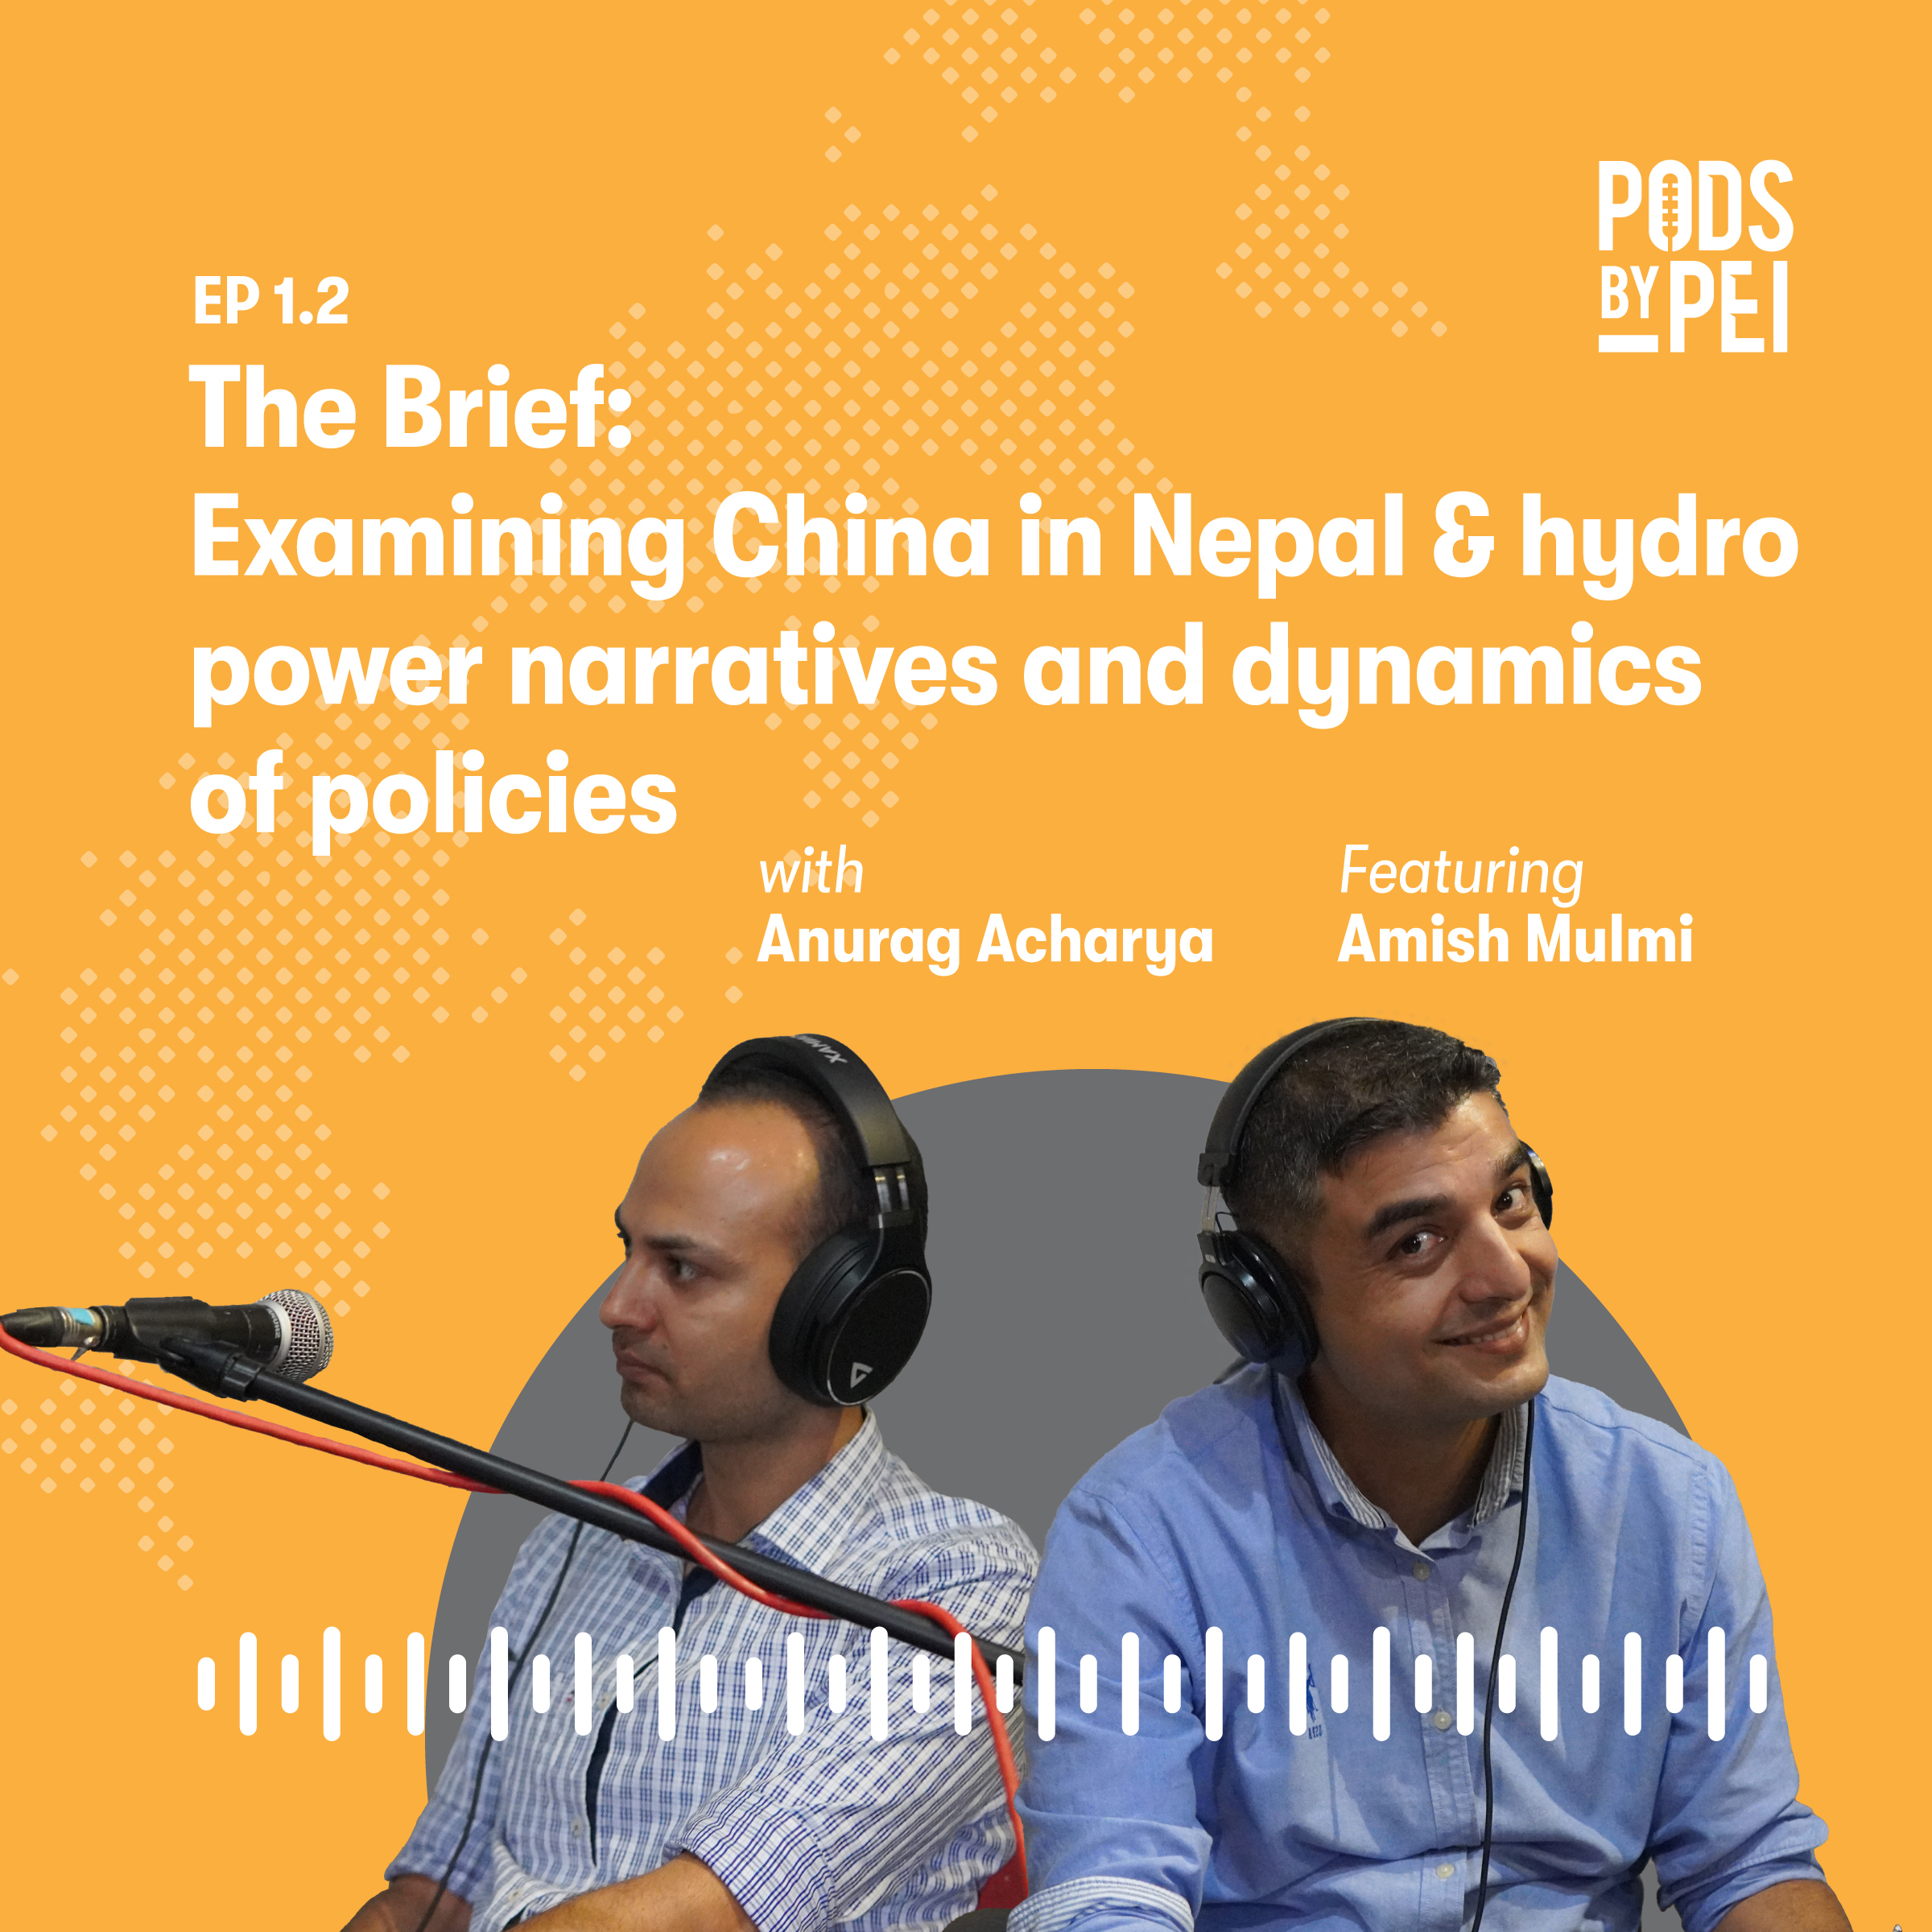 PODS
BY PEI
EP 1.2
The Brief:
Examining China in Nepal & hydro
power narratives and dynamics
of policies
with
Anurag Acharya
Featuring
Amish Mulmi